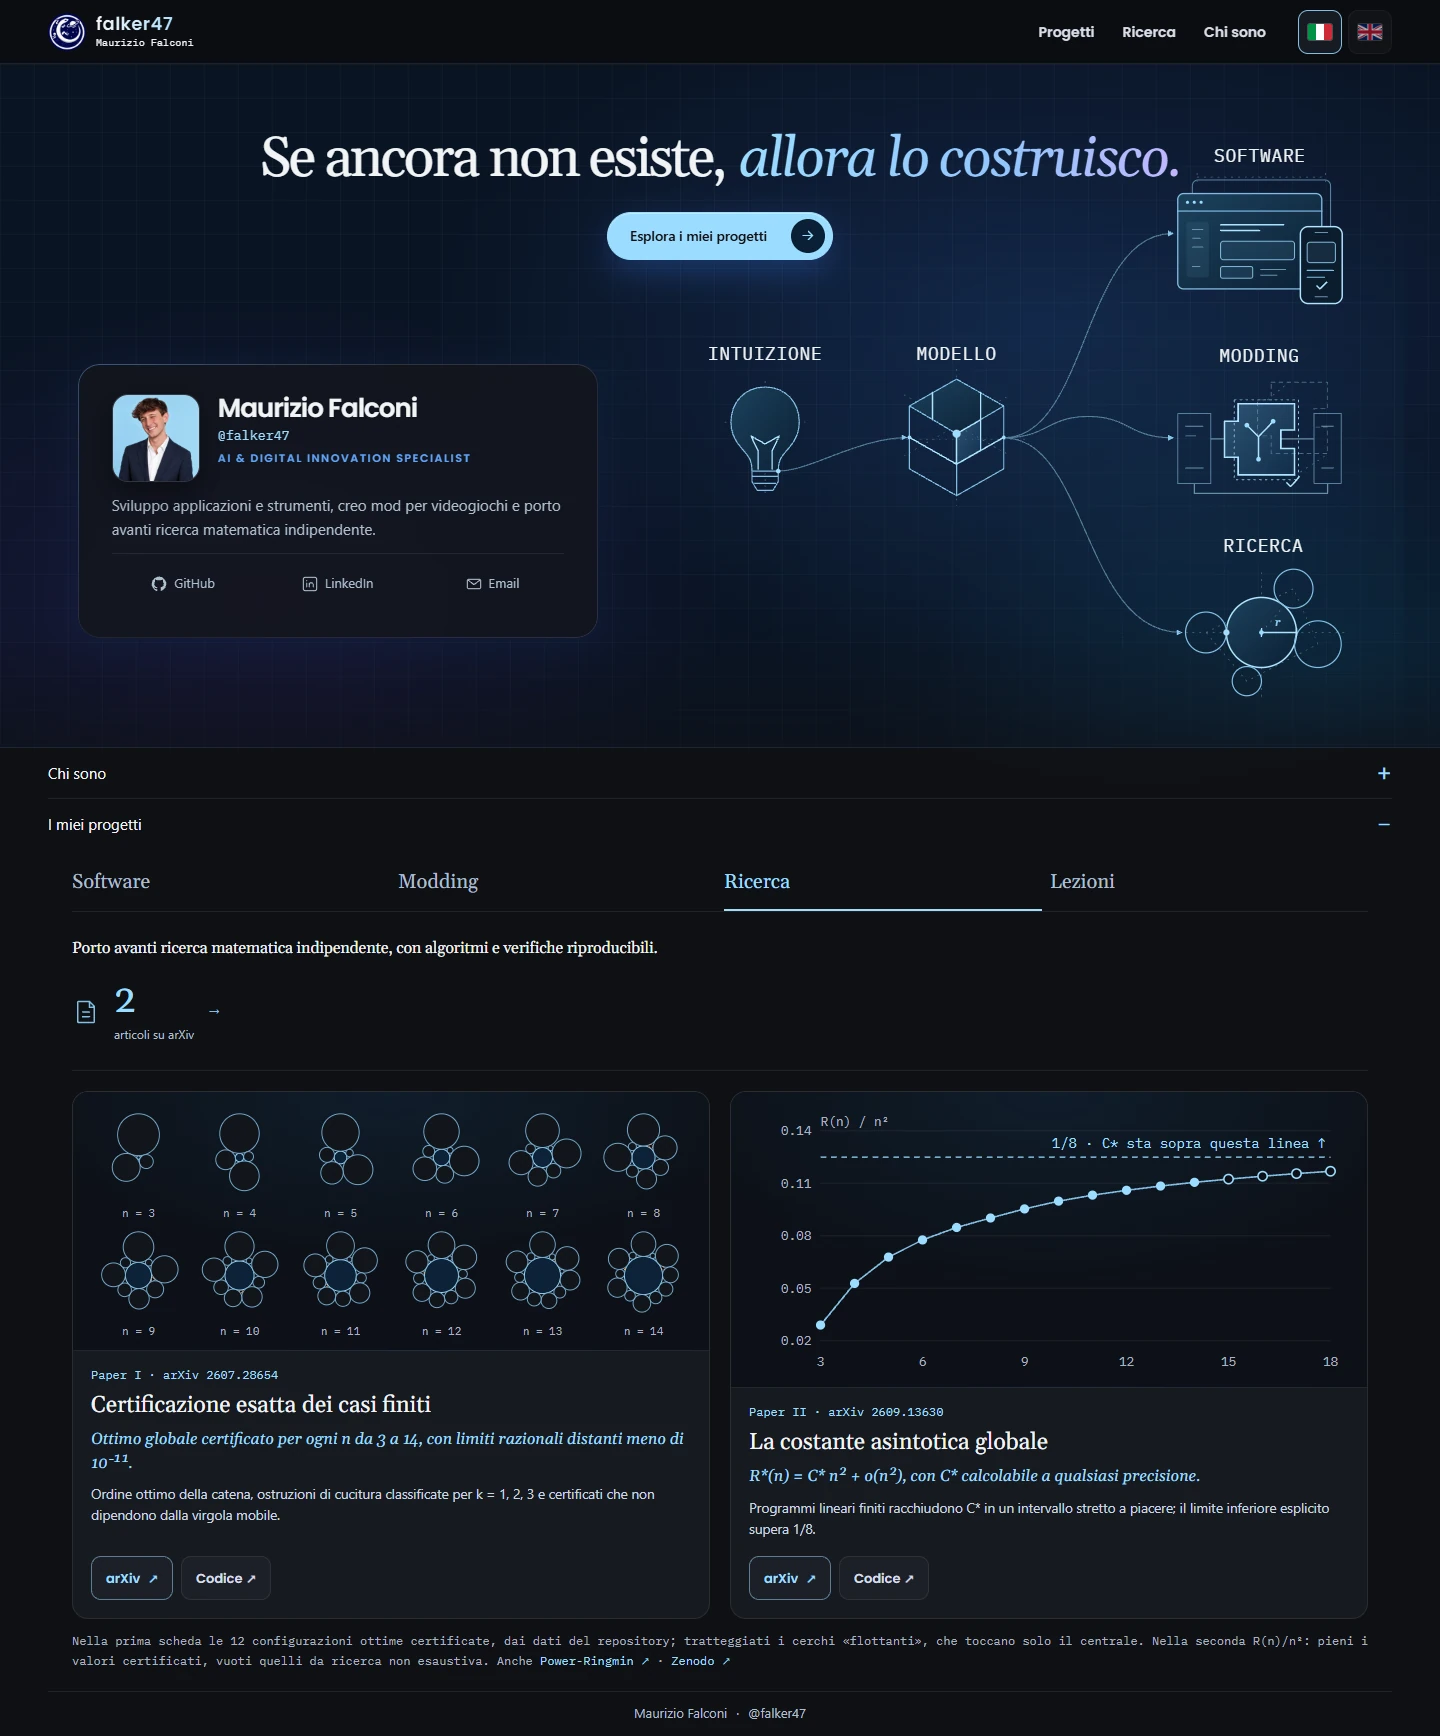 falker47
Maurizio Falconi
Progetti
Ricerca
Chi sono
Se ancora non esiste, allora lo costruisco.
Esplora i miei progetti →
SOFTWARE
INTUIZIONE
MODELLO
MODDING
RICERCA
r
Maurizio Falconi
@falker47
AI & DIGITAL INNOVATION SPECIALIST
Sviluppo applicazioni e strumenti, creo mod per videogiochi e porto
avanti ricerca matematica indipendente.
GitHub
LinkedIn
Email
Chi sono +
I miei progetti −
Software
Modding
Ricerca
Lezioni
Porto avanti ricerca matematica indipendente, con algoritmi e verifiche riproducibili.
2 →
articoli su arXiv
n = 3
n = 4
n = 5
n = 6
n = 7
n = 8
n = 9
n = 10
n = 11
n = 12
n = 13
n = 14
Paper I · arXiv 2607.28654
Certificazione esatta dei casi finiti
Ottimo globale certificato per ogni n da 3 a 14, con limiti razionali distanti meno di
10⁻¹¹.
Ordine ottimo della catena, ostruzioni di cucitura classificate per k = 1, 2, 3 e certificati che non
dipendono dalla virgola mobile.
arXiv ↗
Codice ↗
R(n) / n²
1/8 · C* sta sopra questa linea ↑
0.14
0.11
0.08
0.05
0.02
3
6
9
12
15
18
Paper II · arXiv 2609.13630
La costante asintotica globale
R*(n) = C* n² + o(n²), con C* calcolabile a qualsiasi precisione.
Programmi lineari finiti racchiudono C* in un intervallo stretto a piacere; il limite inferiore esplicito
supera 1/8.
arXiv ↗
Codice ↗
Nella prima scheda le 12 configurazioni ottime certificate, dai dati del repository; tratteggiati i cerchi «flottanti», che toccano solo il centrale. Nella seconda R(n)/n²: pieni i
valori certificati, vuoti quelli da ricerca non esaustiva. Anche Power-Ringmin ↗ · Zenodo ↗
Maurizio Falconi · @falker47